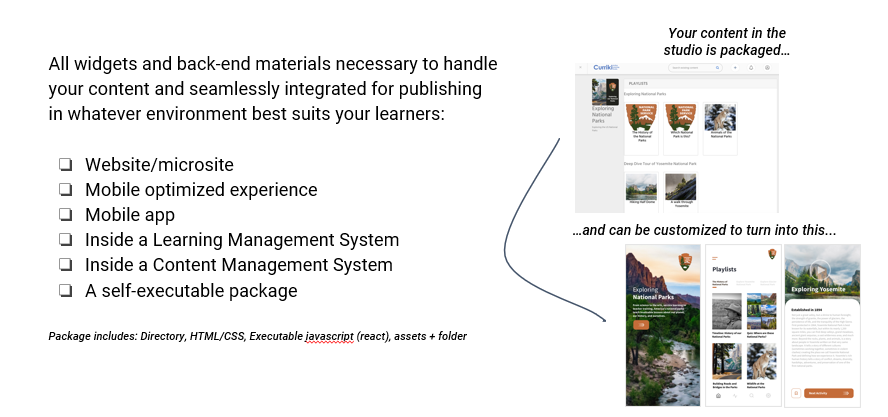 All widgets and back-end materials necessary to handle
your content and seamlessly integrated for publishing
in whatever environment best suits your learners:
Website/microsite
Mobile optimized experience
Mobile app
Inside a Learning Management System
Inside a Content Management System
A self-executable package
Package includes: Directory, HTML/CSS, Executable javascript (react), assets + folder
Your content in the
studio is packaged…
Curriki
PLAYLISTS
Exploring National Parks
Exploring
National
Parks
The History of
the National
Parks
Which National
Park is this?
Animals of the
National Parks
Deep Dive Tour of Yosemite National Park
Hiking Half Dome
A walk through
Yosemite
…and can be customized to turn into this...
Exploring
National Parks
Playlists
Timeline: History of our
National Parks
Quiz: Where are these
National Parks?
Building Roads and
Bridges in the Parks
Wildlife at the
National Parks
Exploring Yosemite
Established in 1890
Next Activity